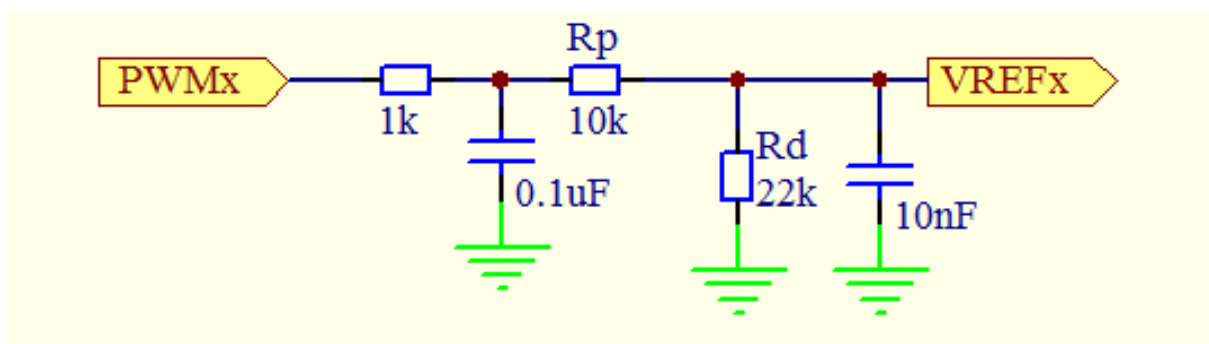 Rp
PWMx
VREFx
1k
10k
Rd
0.1uF
22k
10nF